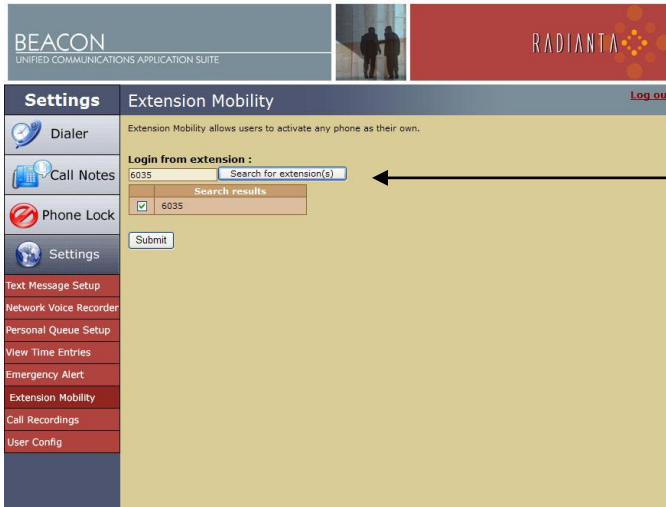 BEACON
UNIFIED COMMUNICATIONS APPLICATION SUITE
RADIANTA
Settings
Extension Mobility
Log ou
Dialer
Call Notes
Phone Lock
Settings
Text Message Setup
Network Voice Recorder
Personal Queue Setup
View Time Entries
Emergency Alert
Extension Mobility
Call Recordings
User Config
Extension Mobility allows users to activate any phone as their own.
Login from extension :
6035 Search for extension(s)
Search results
6035
Submit